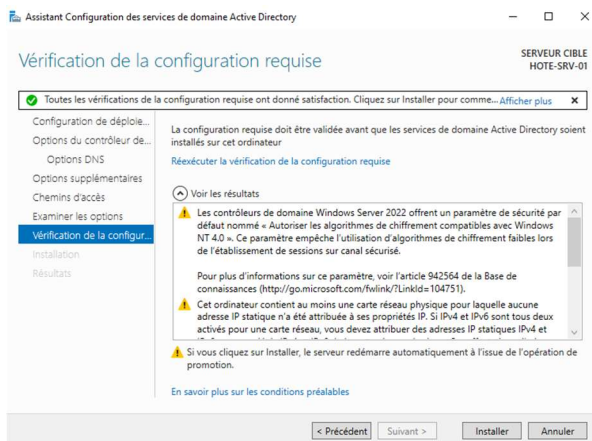 Assistant Configuration des services de domaine Active Directory
Vérification de la configuration requise
SERVEUR CIBLE
HOTE-SRV-01
Toutes les vérifications de la configuration requise ont donné satisfaction. Cliquez sur Installer pour comme... Afficher plus
Configuration de déploie...
Options du contrôleur de...
Options DNS
Options supplémentaires
Chemins d'accès
Examiner les options
Vérification de la configur...
Installation
Résultats
La configuration requise doit être validée avant que les services de domaine Active Directory soient
installés sur cet ordinateur
Réexécuter la vérification de la configuration requise
Voir les résultats
Les contrôleurs de domaine Windows Server 2022 offrent un paramètre de sécurité par
défaut nommé « Autoriser les algorithmes de chiffrement compatibles avec Windows
NT 4.0 ». Ce paramètre empêche l'utilisation d'algorithmes de chiffrement faibles lors
de l'établissement de sessions sur canal sécurisé.
Pour plus d'informations sur ce paramètre, voir l'article 942564 de la Base de
connaissances (http://go.microsoft.com/fwlink/?LinkId=104751).
Cet ordinateur contient au moins une carte réseau physique pour laquelle aucune
adresse IP statique n'a été attribuée à ses propriétés IP. Si IPv4 et IPv6 sont tous deux
activés pour une carte réseau, vous devez attribuer des adresses IP statiques IPv4 et
Si vous cliquez sur Installer, le serveur redémarre automatiquement à l'issue de l'opération de
promotion.
En savoir plus sur les conditions préalables
< Précédent
Suivant >
Installer
Annuler